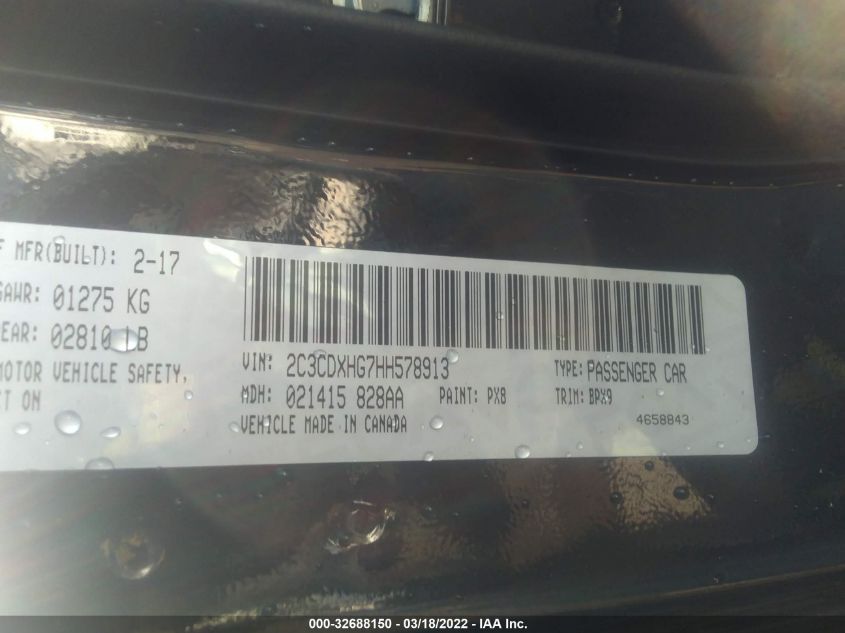 F MFR(BUILT): 2-17
GAWR: 01275 KG
EAR: 02810 LB
MOTOR VEHICLE SAFETY,
ON
VIN: 2C3CDXHG7HH578913
TYPE: PASSENGER CAR
MDH: 021415 828AA
PAINT: PX8
TRIM: BPX9
VEHICLE MADE IN CANADA
4658843
000-32688150 - 03/18/2022 - IAA Inc.